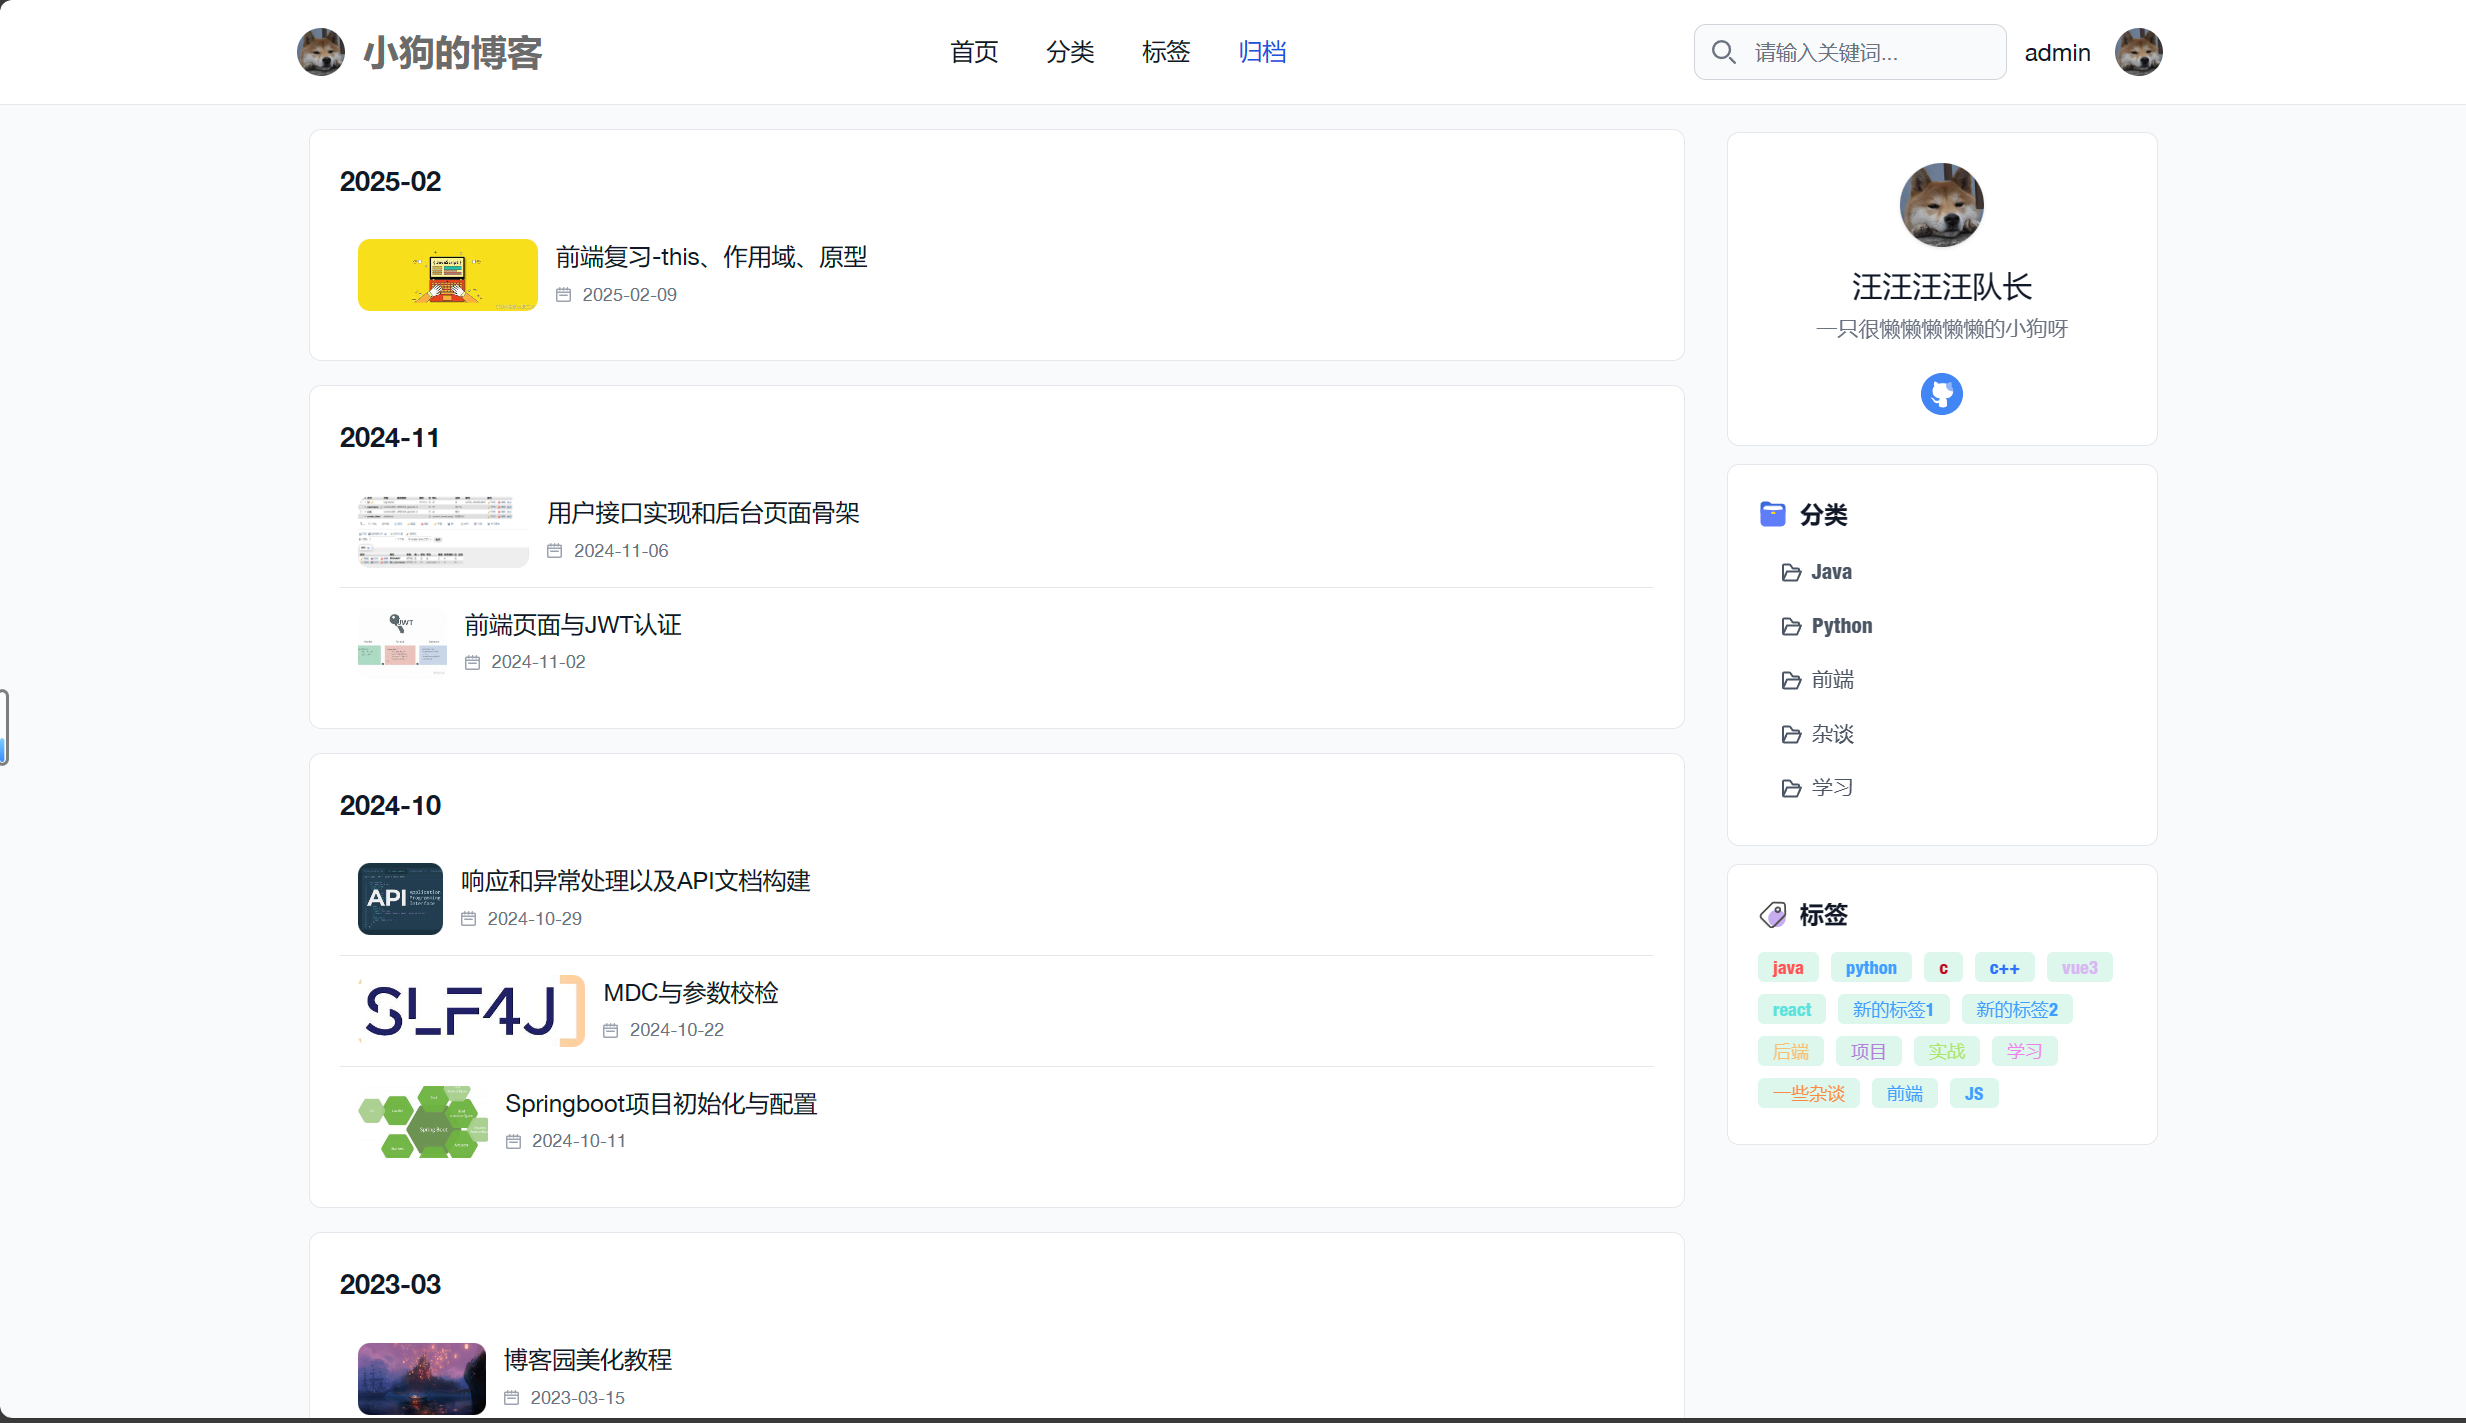 小狗的博客
首页 分类 标签 归档
请输入关键词...
admin
2025-02
前端复习-this、作用域、原型
2025-02-09
2024-11
用户接口实现和后台页面骨架
2024-11-06
JWT
前端页面与JWT认证
2024-11-02
2024-10
API Application Programing Interface
响应和异常处理以及API文档构建
2024-10-29
SLF4J
MDC与参数校检
2024-10-22
Spring Boot
Springboot项目初始化与配置
2024-10-11
2023-03
博客园美化教程
2023-03-15
汪汪汪汪队长
一只很懒懒懒懒懒的小狗呀
分类
Java
Python
前端
杂谈
学习
标签
java python c c++ vue3
react 新的标签1 新的标签2
后端 项目 实战 学习
一些杂谈 前端 JS